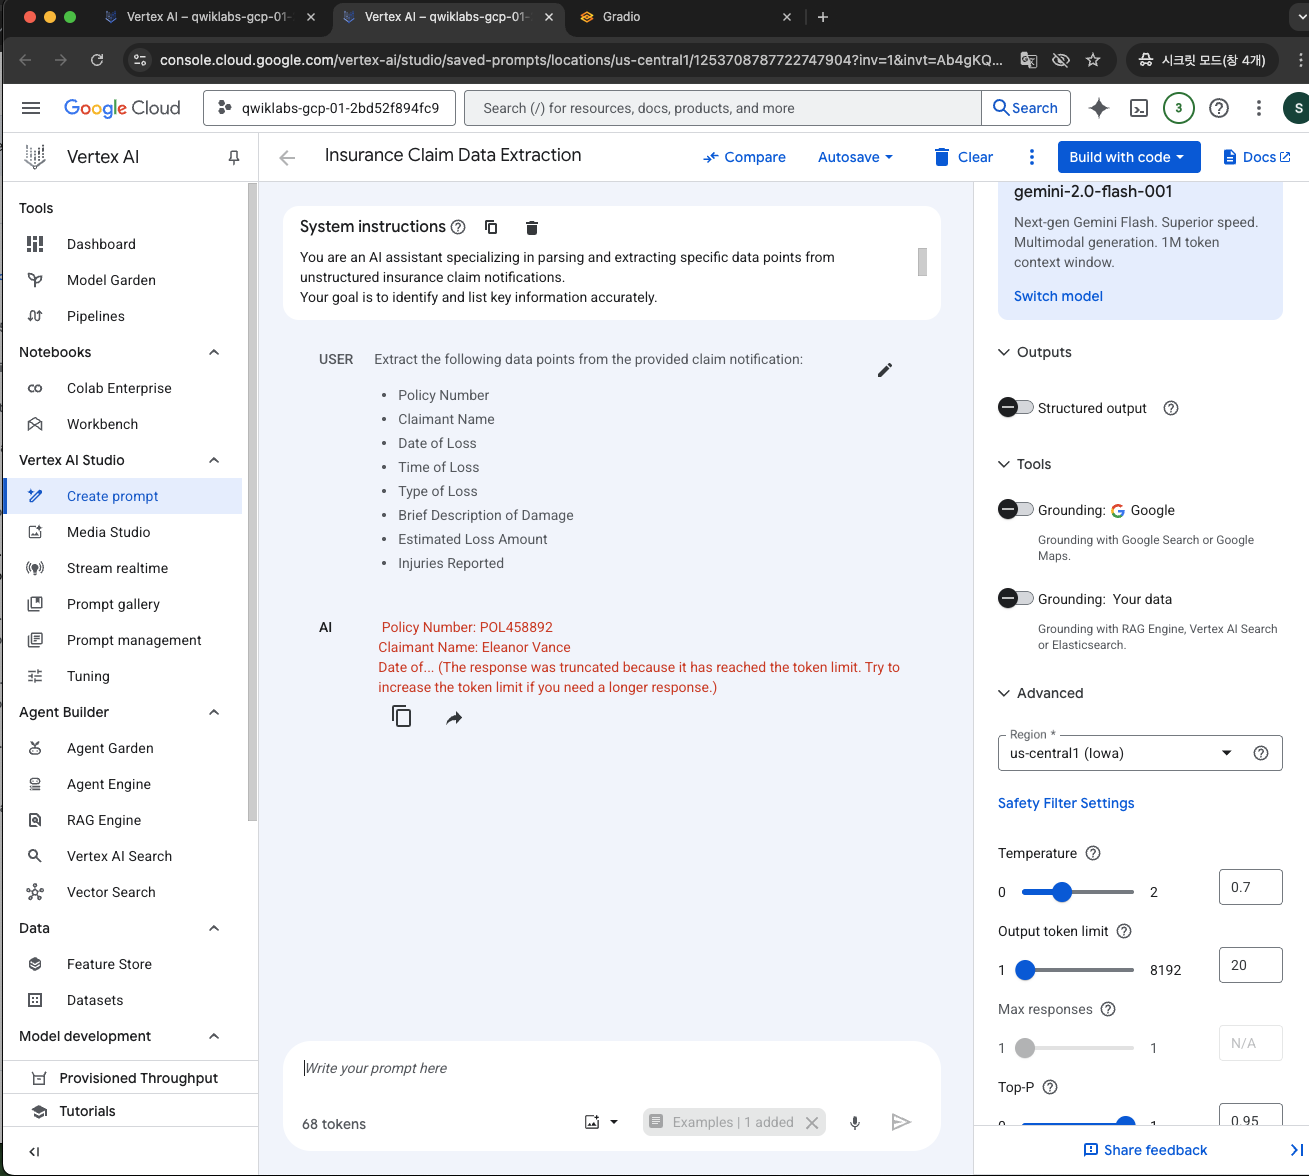 Vertex AI – qwiklabs-gcp-01-
Vertex AI – qwiklabs-gcp-01-
Gradio
console.cloud.google.com/vertex-ai/studio/saved-prompts/locations/us-central1/1253708787722747904?inv=1&invt=Ab4gKQ...
시크릿 모드(창 4개)
Google Cloud
qwiklabs-gcp-01-2bd52f894fc9
Search (/) for resources, docs, products, and more
Search
3
S
Vertex AI
Insurance Claim Data Extraction
Compare
Autosave
Clear
Build with code
Docs
Tools
Dashboard
Model Garden
Pipelines
Notebooks
Colab Enterprise
Workbench
Vertex AI Studio
Create prompt
Media Studio
Stream realtime
Prompt gallery
Prompt management
Tuning
Agent Builder
Agent Garden
Agent Engine
RAG Engine
Vertex AI Search
Vector Search
Data
Feature Store
Datasets
Model development
Provisioned Throughput
Tutorials
System instructions
You are an AI assistant specializing in parsing and extracting specific data points from
unstructured insurance claim notifications.
Your goal is to identify and list key information accurately.
USER
Extract the following data points from the provided claim notification:
• Policy Number
• Claimant Name
• Date of Loss
• Time of Loss
• Type of Loss
• Brief Description of Damage
• Estimated Loss Amount
• Injuries Reported
AI
Policy Number: POL458892
Claimant Name: Eleanor Vance
Date of... (The response was truncated because it has reached the token limit. Try to
increase the token limit if you need a longer response.)
Write your prompt here
68 tokens
Examples | 1 added
gemini-2.0-flash-001
Next-gen Gemini Flash. Superior speed.
Multimodal generation. 1M token
context window.
Switch model
Outputs
Structured output
Tools
Grounding: Google
Grounding with Google Search or Google
Maps.
Grounding: Your data
Grounding with RAG Engine, Vertex AI Search
or Elasticsearch.
Advanced
Region *
us-central1 (Iowa)
Safety Filter Settings
Temperature
0
2
0.7
Output token limit
1
8192
20
Max responses
1
1
N/A
Top-P
0
1
0.95
Share feedback